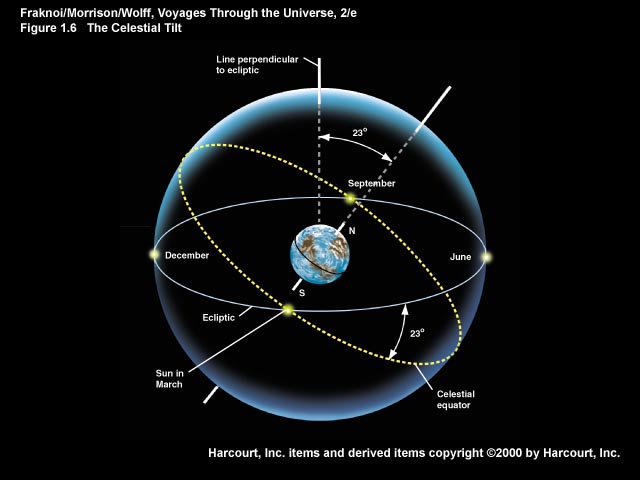 Fraknoi/Morrison/Wolff, Voyages Through the Universe, 2/e
Figure 1.6 The Celestial Tilt
Line perpendicular
to ecliptic
23°
September
N
December
June
S
Ecliptic
23°
Sun in
March
Celestial
equator
Harcourt, Inc. items and derived items copyright ©2000 by Harcourt, Inc.